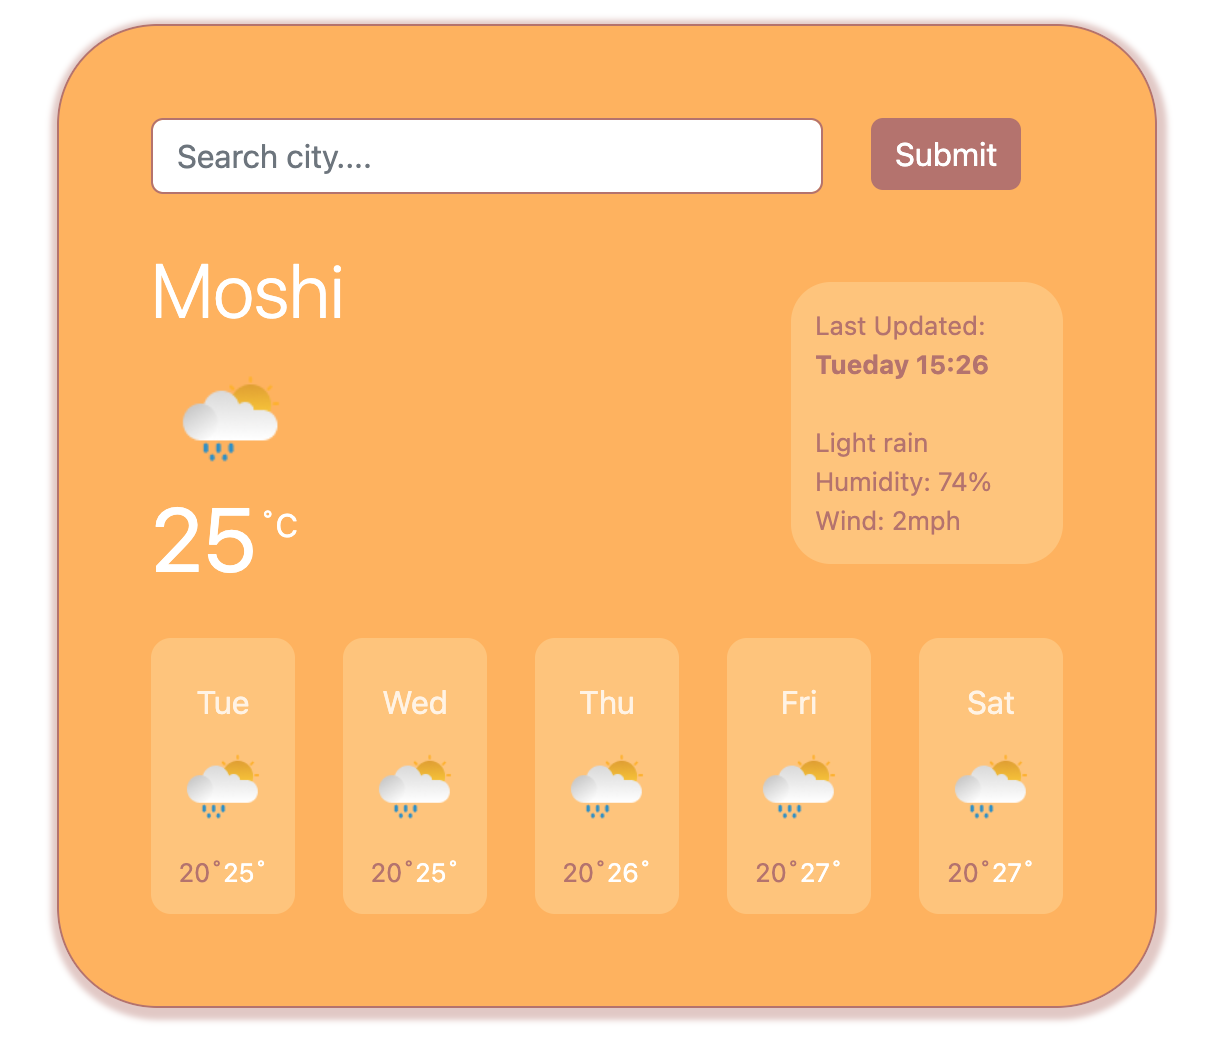 Search city....
Submit
Moshi
Last Updated:
Tueday 15:26
Light rain
Humidity: 74%
Wind: 2mph
25˚C
Tue
Wed
Thu
Fri
Sat
20˚25˚
20˚25˚
20˚26˚
20˚27˚
20˚27˚